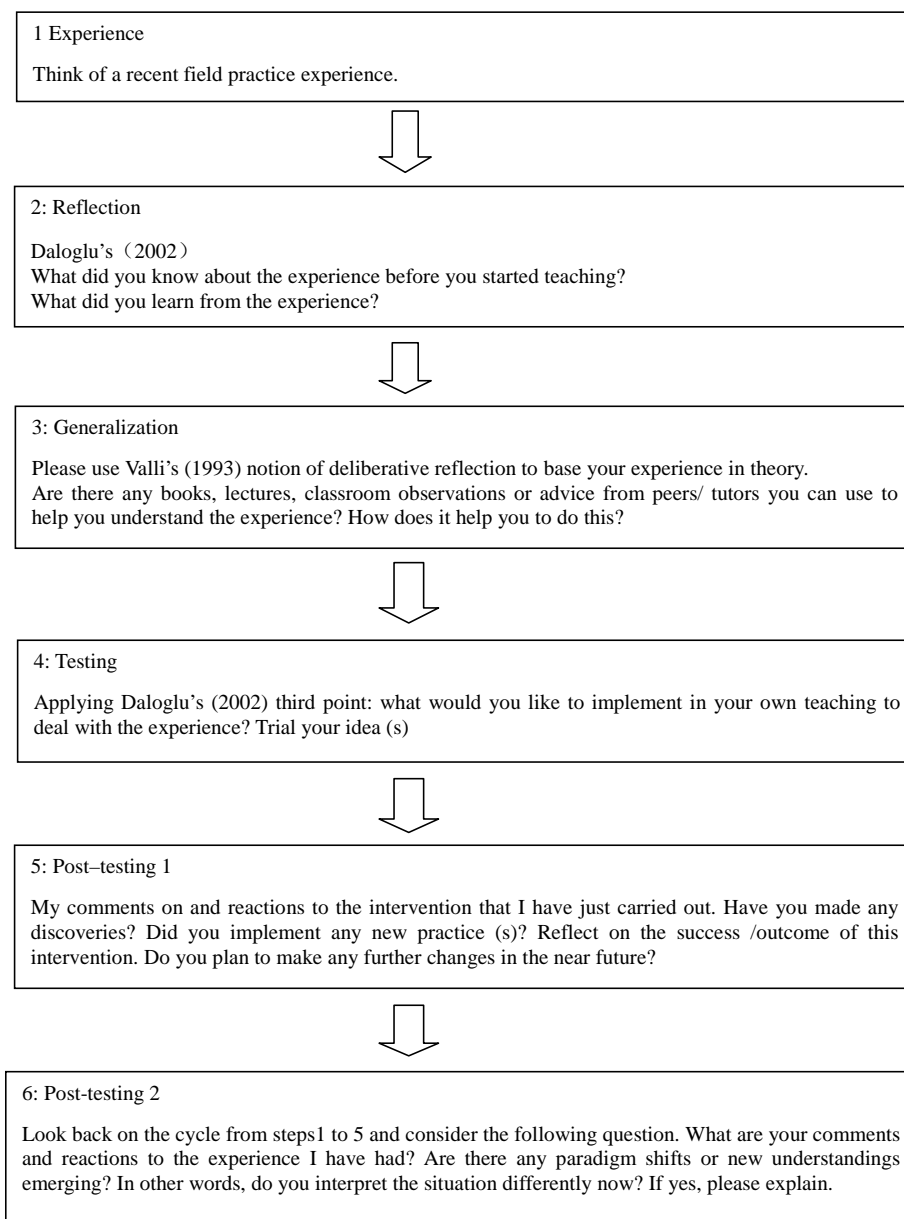 1 Experience
Think of a recent field practice experience.
2: Reflection
Daloglu’s（2002）
What did you know about the experience before you started teaching?
What did you learn from the experience?
3: Generalization
Please use Valli’s (1993) notion of deliberative reflection to base your experience in theory.
Are there any books, lectures, classroom observations or advice from peers/ tutors you can use to
help you understand the experience? How does it help you to do this?
4: Testing
Applying Daloglu’s (2002) third point: what would you like to implement in your own teaching to
deal with the experience? Trial your idea (s)
5: Post–testing 1
My comments on and reactions to the intervention that I have just carried out. Have you made any
discoveries? Did you implement any new practice (s)? Reflect on the success /outcome of this
intervention. Do you plan to make any further changes in the near future?
6: Post-testing 2
Look back on the cycle from steps1 to 5 and consider the following question. What are your comments
and reactions to the experience I have had? Are there any paradigm shifts or new understandings
emerging? In other words, do you interpret the situation differently now? If yes, please explain.